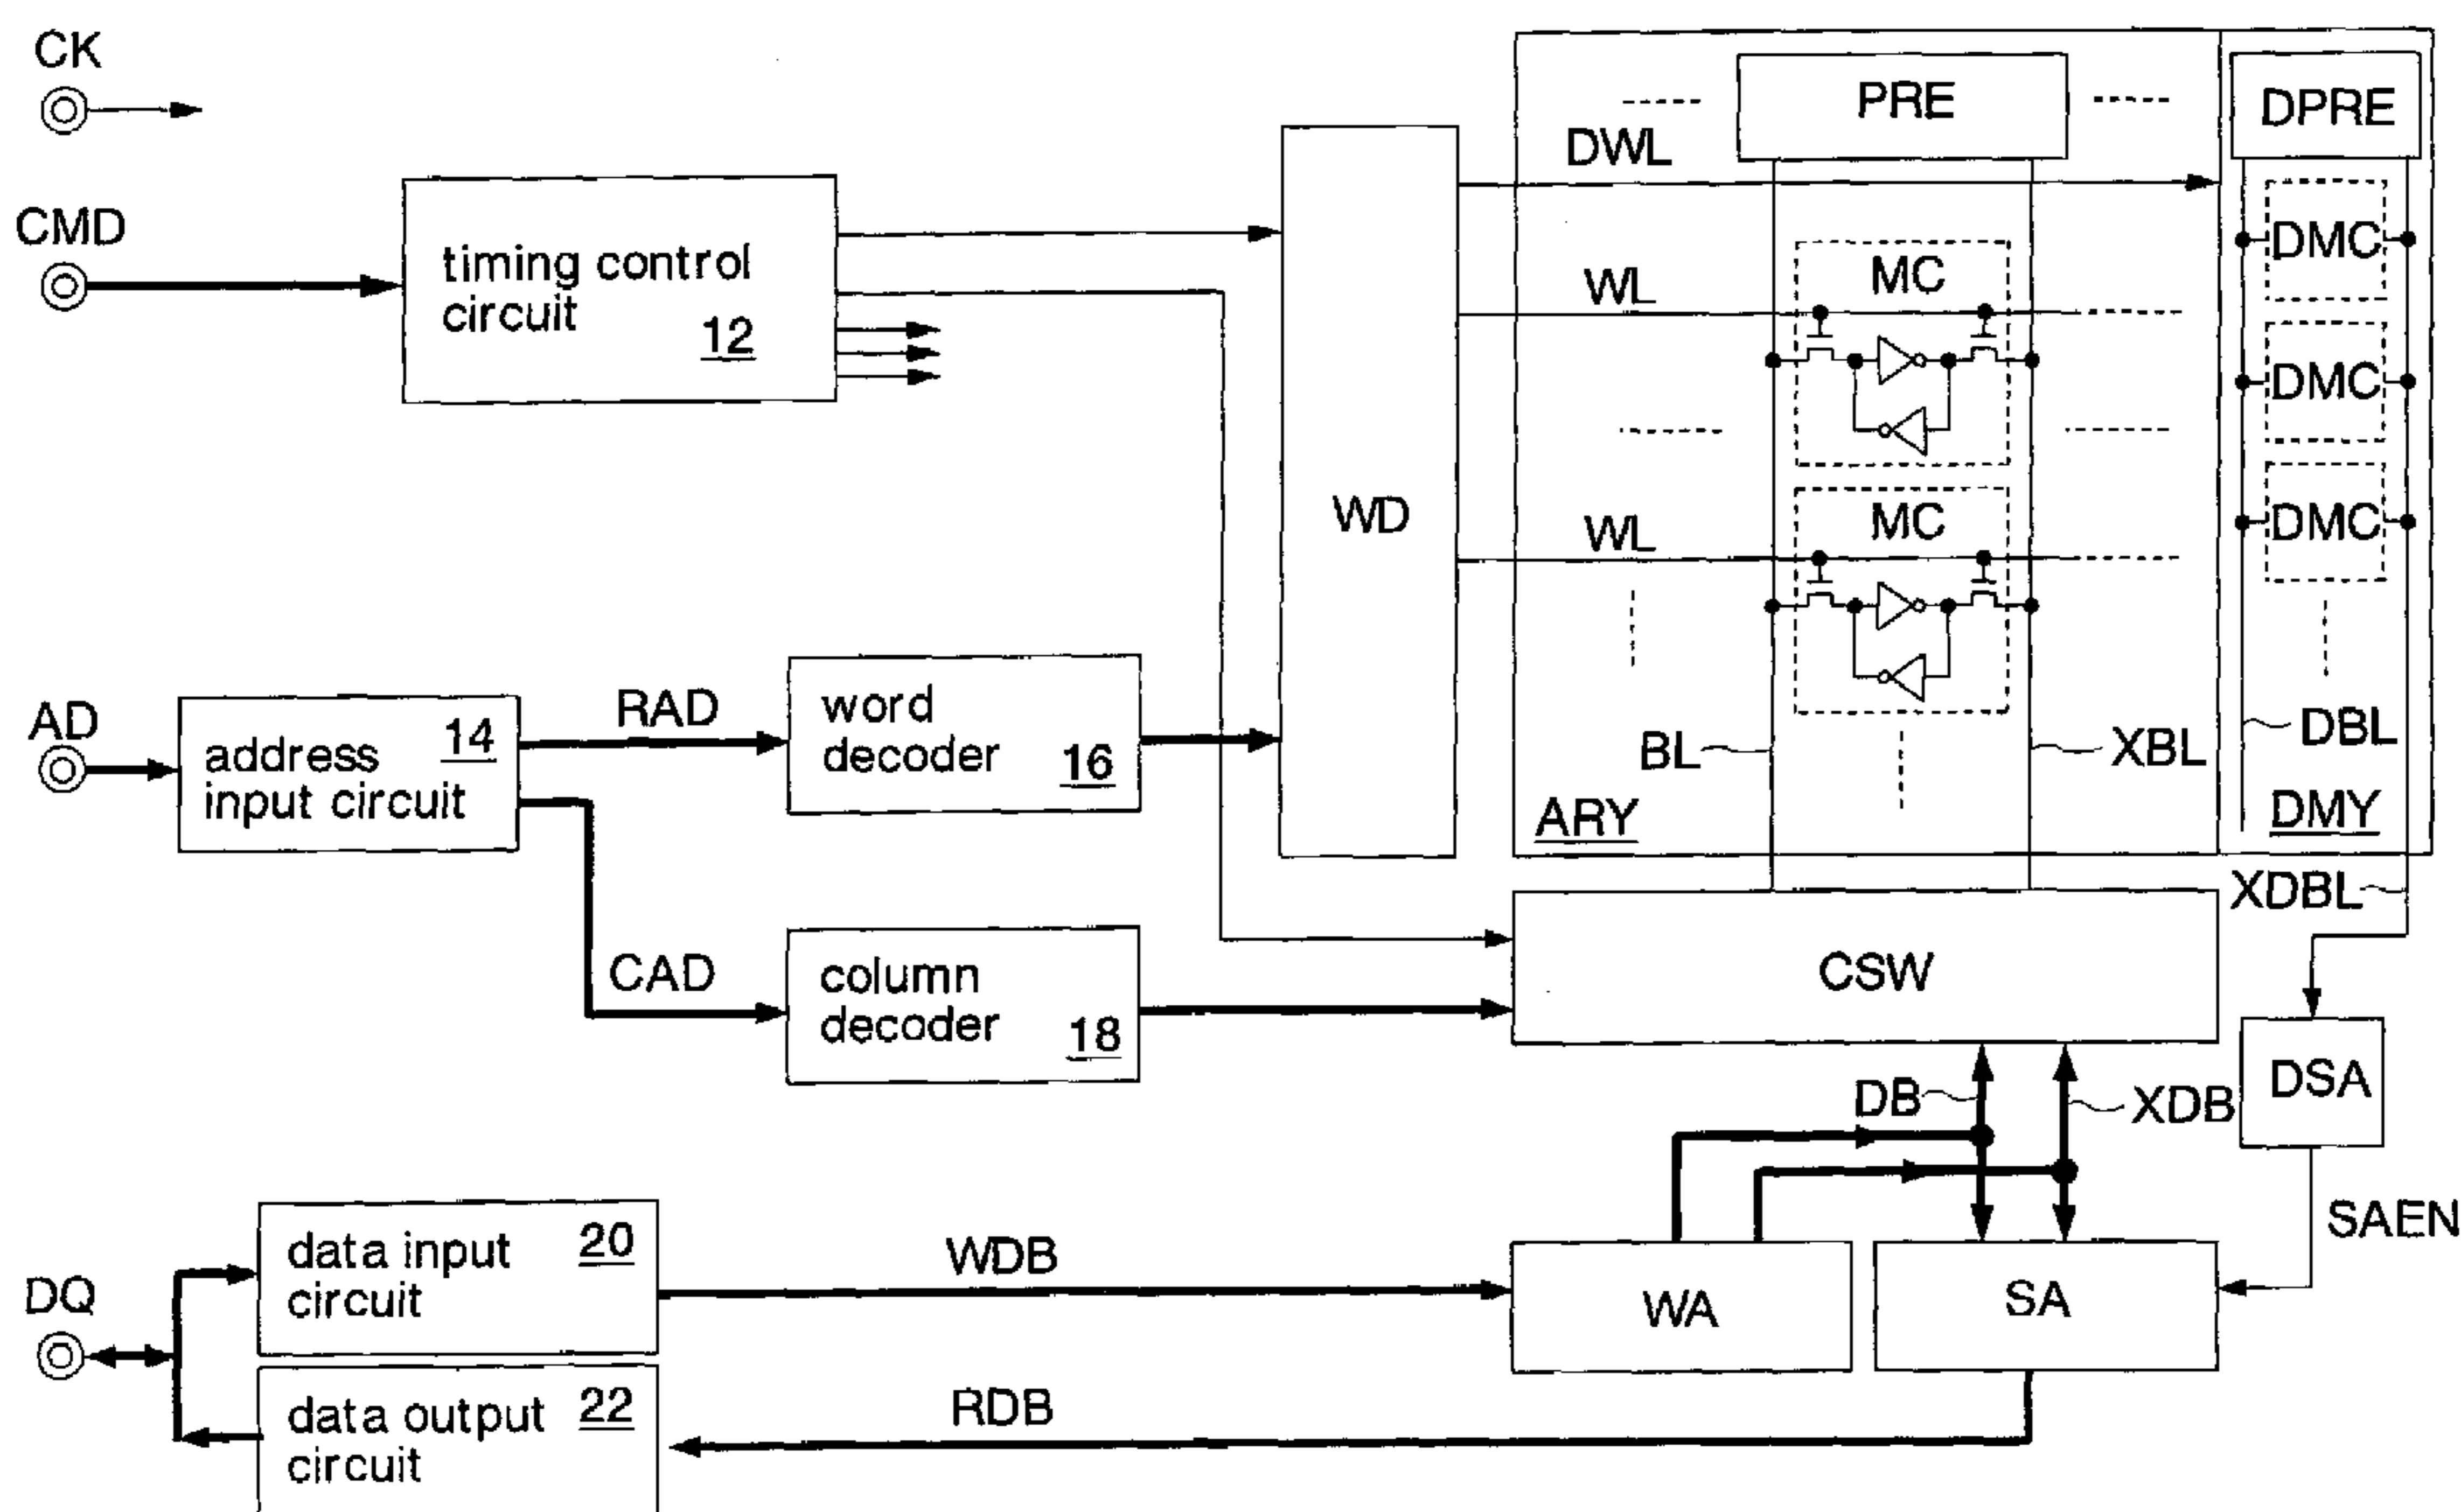 CK
CMD
timing control
circuit
12
AD
address
input circuit
14
RAD
CAD
word
decoder
16
column
decoder
18
WD
DWL
WL
WL
PRE
MC
MC
BL
XBL
ARY
DPRE
DMC
DMC
DMC
DBL
DMY
XDBL
CSW
DB
XDB
DSA
SAEN
DQ
data input
circuit
20
data output
circuit
22
WDB
RDB
WA
SA